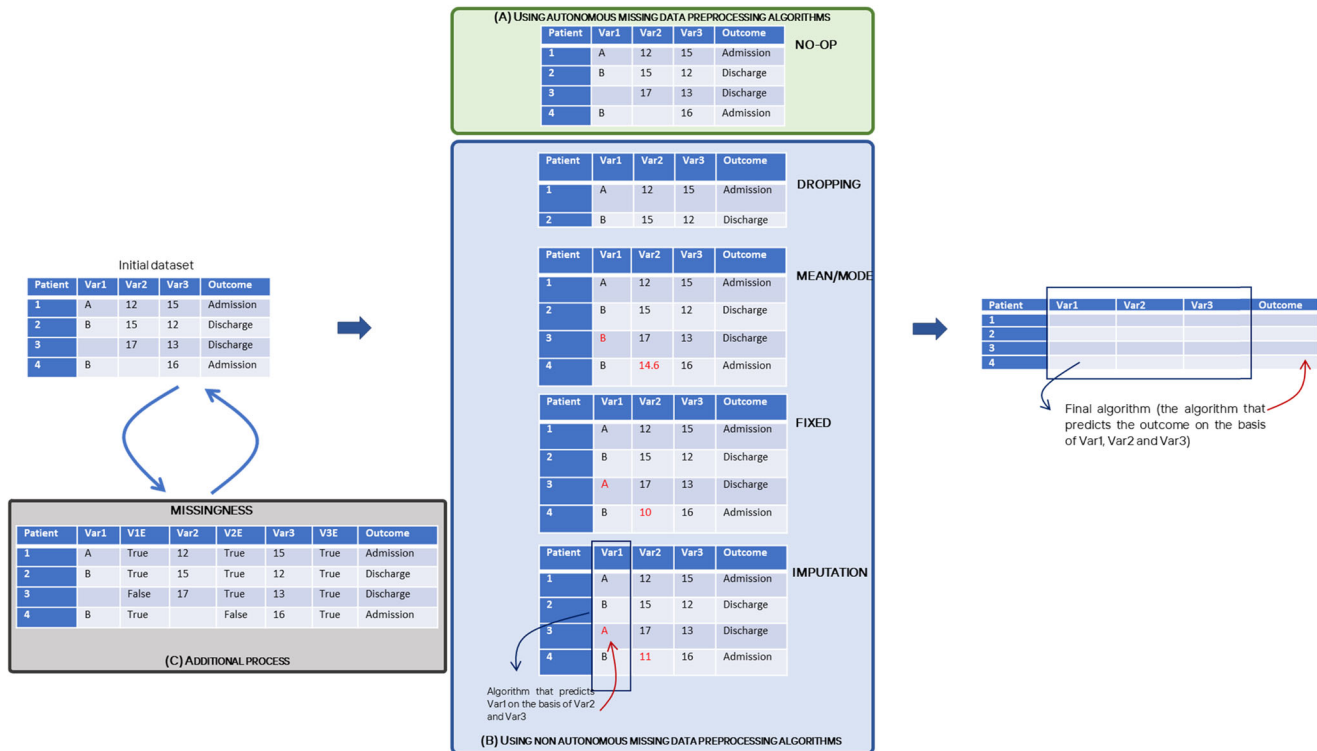 (A) USING AUTONOMOUS MISSING DATA PREPROCESSING ALGORITHMS
Patient Var1 Var2 Var3 Outcome
NO-OP
1 A 12 15 Admission
2 B 15 12 Discharge
3 17 13 Discharge
4 B 16 Admission
Patient Var1 Var2 Var3 Outcome
DROPPING
1 A 12 15 Admission
2 B 15 12 Discharge
Initial dataset
Patient Var1 Var2 Var3 Outcome
1 A 12 15 Admission
2 B 15 12 Discharge
3 17 13 Discharge
4 B 16 Admission
Patient Var1 Var2 Var3 Outcome
MEAN/MODE
1 A 12 15 Admission
2 B 15 12 Discharge
3 B 17 13 Discharge
4 B 14.6 16 Admission
Patient Var1 Var2 Var3 Outcome
FIXED
1 A 12 15 Admission
2 B 15 12 Discharge
3 A 17 13 Discharge
4 B 10 16 Admission
Patient Var1 Var2 Var3 Outcome
IMPUTATION
1 A 12 15 Admission
2 B 15 12 Discharge
3 A 17 13 Discharge
4 B 11 16 Admission
Algorithm that predicts
Var1 on the basis of Var2
and Var3
(B) USING NON AUTONOMOUS MISSING DATA PREPROCESSING ALGORITHMS
MISSINGNESS
Patient Var1 V1E Var2 V2E Var3 V3E Outcome
1 A True 12 True 15 True Admission
2 B True 15 True 12 True Discharge
3 False 17 True 13 True Discharge
4 B True False 16 True Admission
(C) ADDITIONAL PROCESS
Patient Var1 Var2 Var3 Outcome
1
2
3
4
Final algorithm (the algorithm that
predicts the outcome on the basis
of Var1, Var2 and Var3)